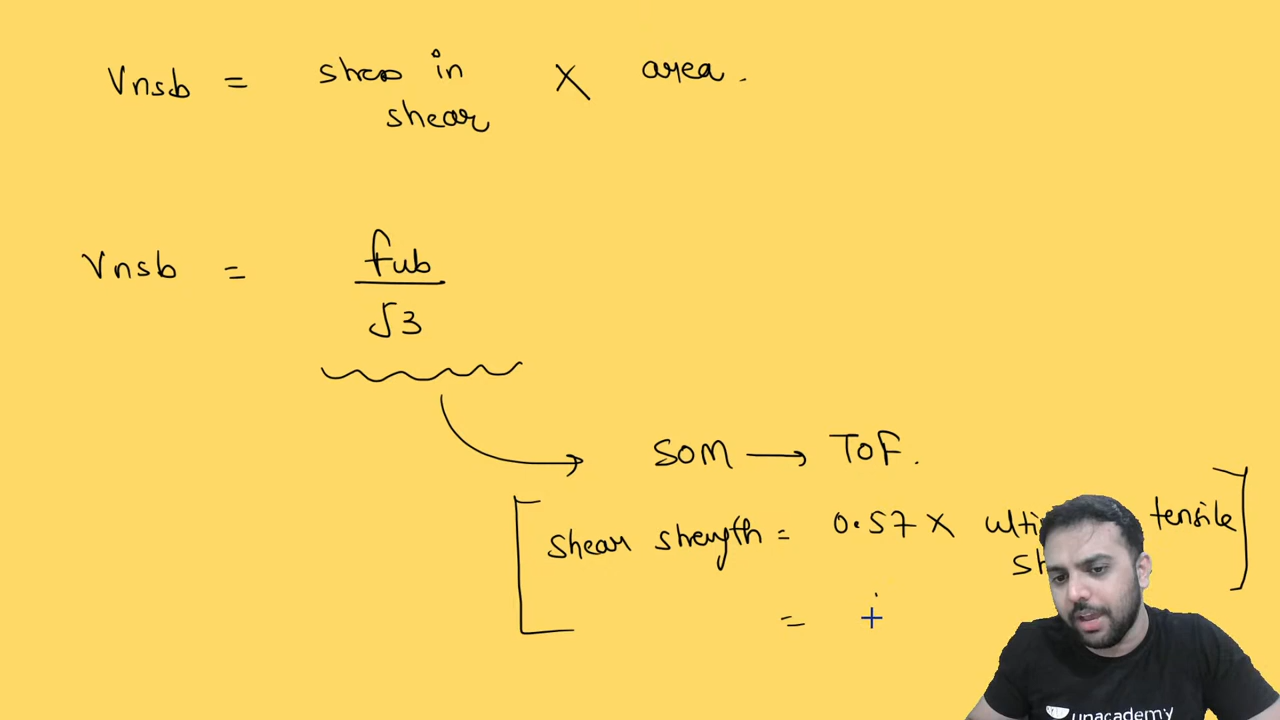 Vnsb = stress in shear X area.
Vnsb = fub / √3
SOM → TOF.
[shear strength = 0.57 X tensile]
=
unacademy